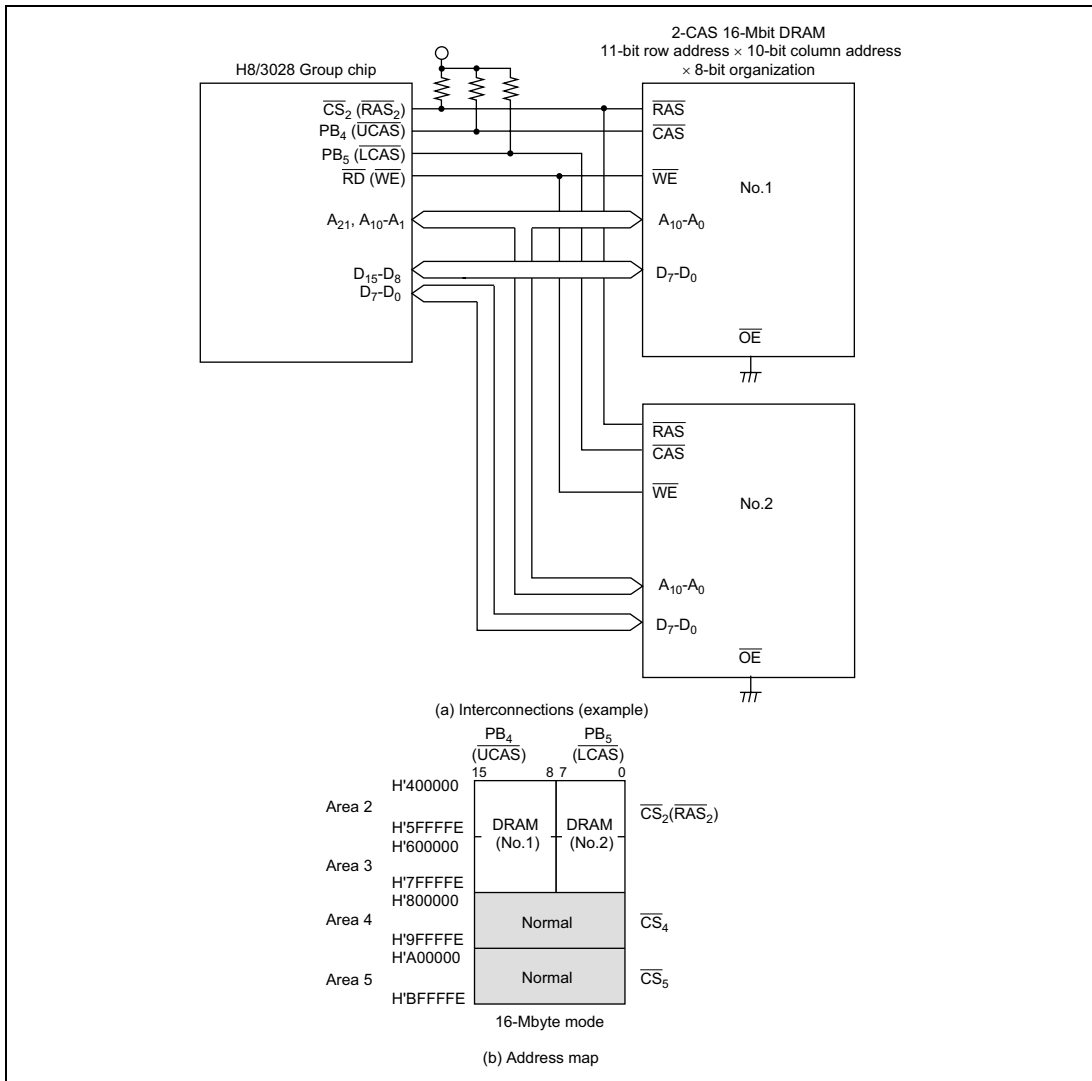 2-CAS 16-Mbit DRAM
11-bit row address × 10-bit column address
× 8-bit organization
H8/3028 Group chip
CS2 (RAS2)
PB4 (UCAS)
PB5 (LCAS)
RD (WE)
A21, A10-A1
D15-D8
D7-D0
RAS
CAS
WE
No.1
A10-A0
D7-D0
OE
RAS
CAS
WE
No.2
A10-A0
D7-D0
OE
(a) Interconnections (example)
PB4 (UCAS)
PB5 (LCAS)
15 8 7 0
Area 2
H'400000
H'5FFFFE
Area 3
H'600000
H'7FFFFE
Area 4
H'800000
H'9FFFFE
Area 5
H'A00000
H'BFFFFE
DRAM (No.1)
DRAM (No.2)
Normal
Normal
CS2(RAS2)
CS4
CS5
16-Mbyte mode
(b) Address map